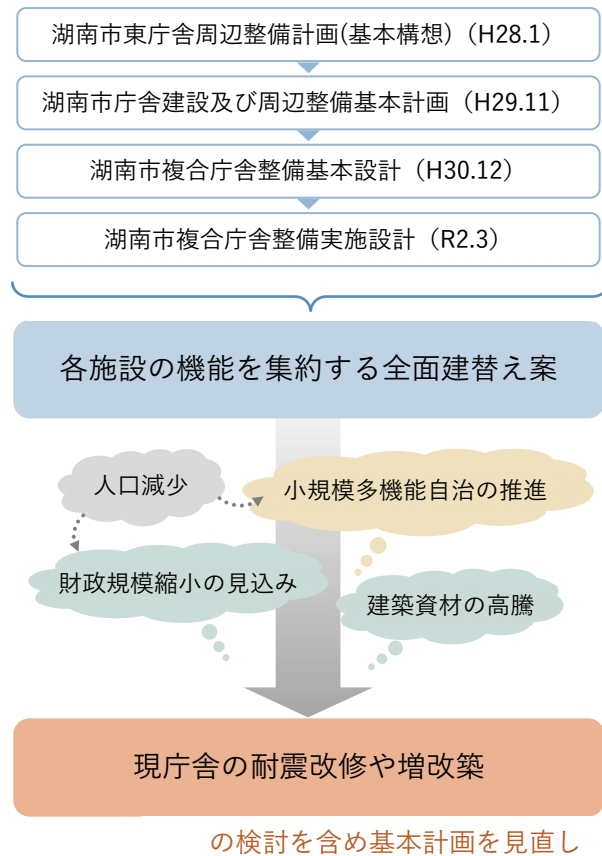 湖南市東庁舎周辺整備計画(基本構想)（H28.1）
湖南市庁舎建設及び周辺整備基本計画（H29.11）
湖南市複合庁舎整備基本設計（H30.12）
湖南市複合庁舎整備実施設計（R2.3）
各施設の機能を集約する全面建替え案
人口減少
小規模多機能自治の推進
財政規模縮小の見込み
建築資材の高騰
現庁舎の耐震改修や増改築
の検討を含め基本計画を見直し